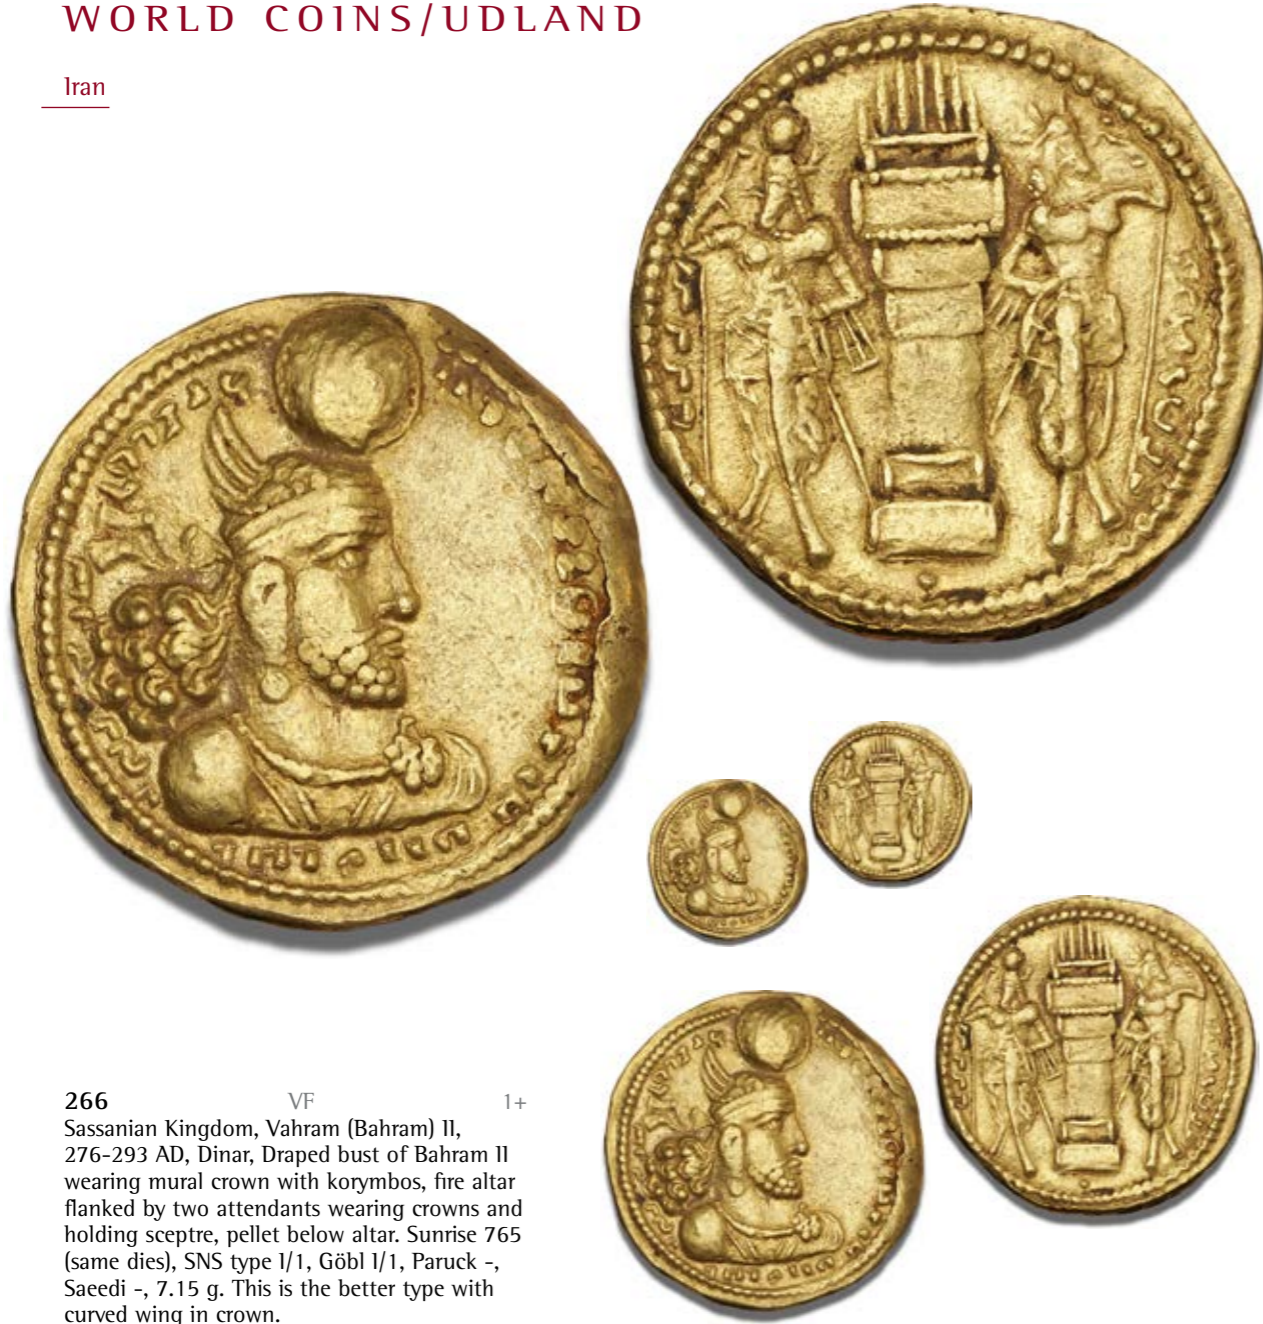 WORLD COINS/UDLAND
Iran
266 VF 1+
Sassanian Kingdom, Vahram (Bahram) II,
276-293 AD, Dinar, Draped bust of Bahram II
wearing mural crown with korymbos, fire altar
flanked by two attendants wearing crowns and
holding sceptre, pellet below altar. Sunrise 765
(same dies), SNS type I/1, Göbl I/1, Paruck -,
Saeedi -, 7.15 g. This is the better type with
curved wing in crown.